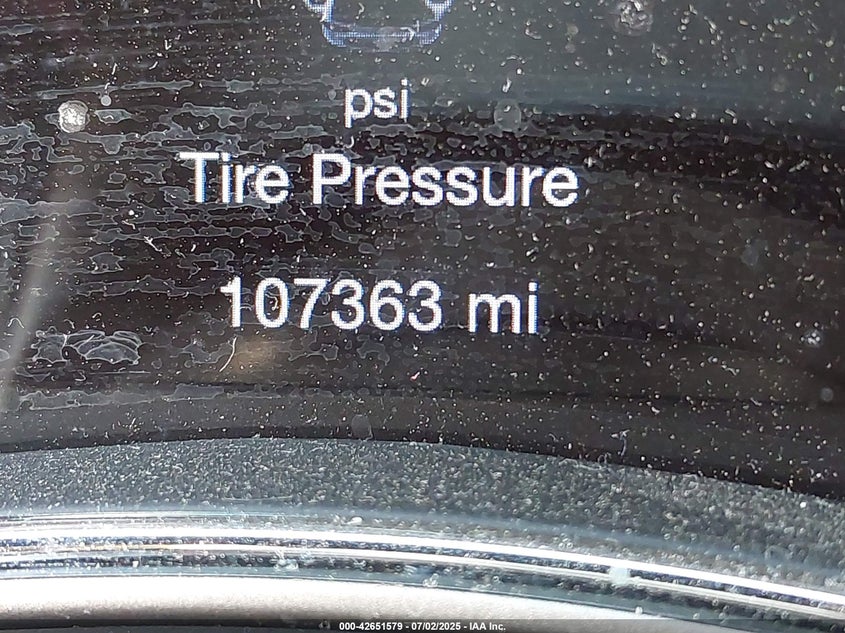 psi
Tire Pressure
107363 mi
000-42651579 - 07/02/2025 - IAA Inc.